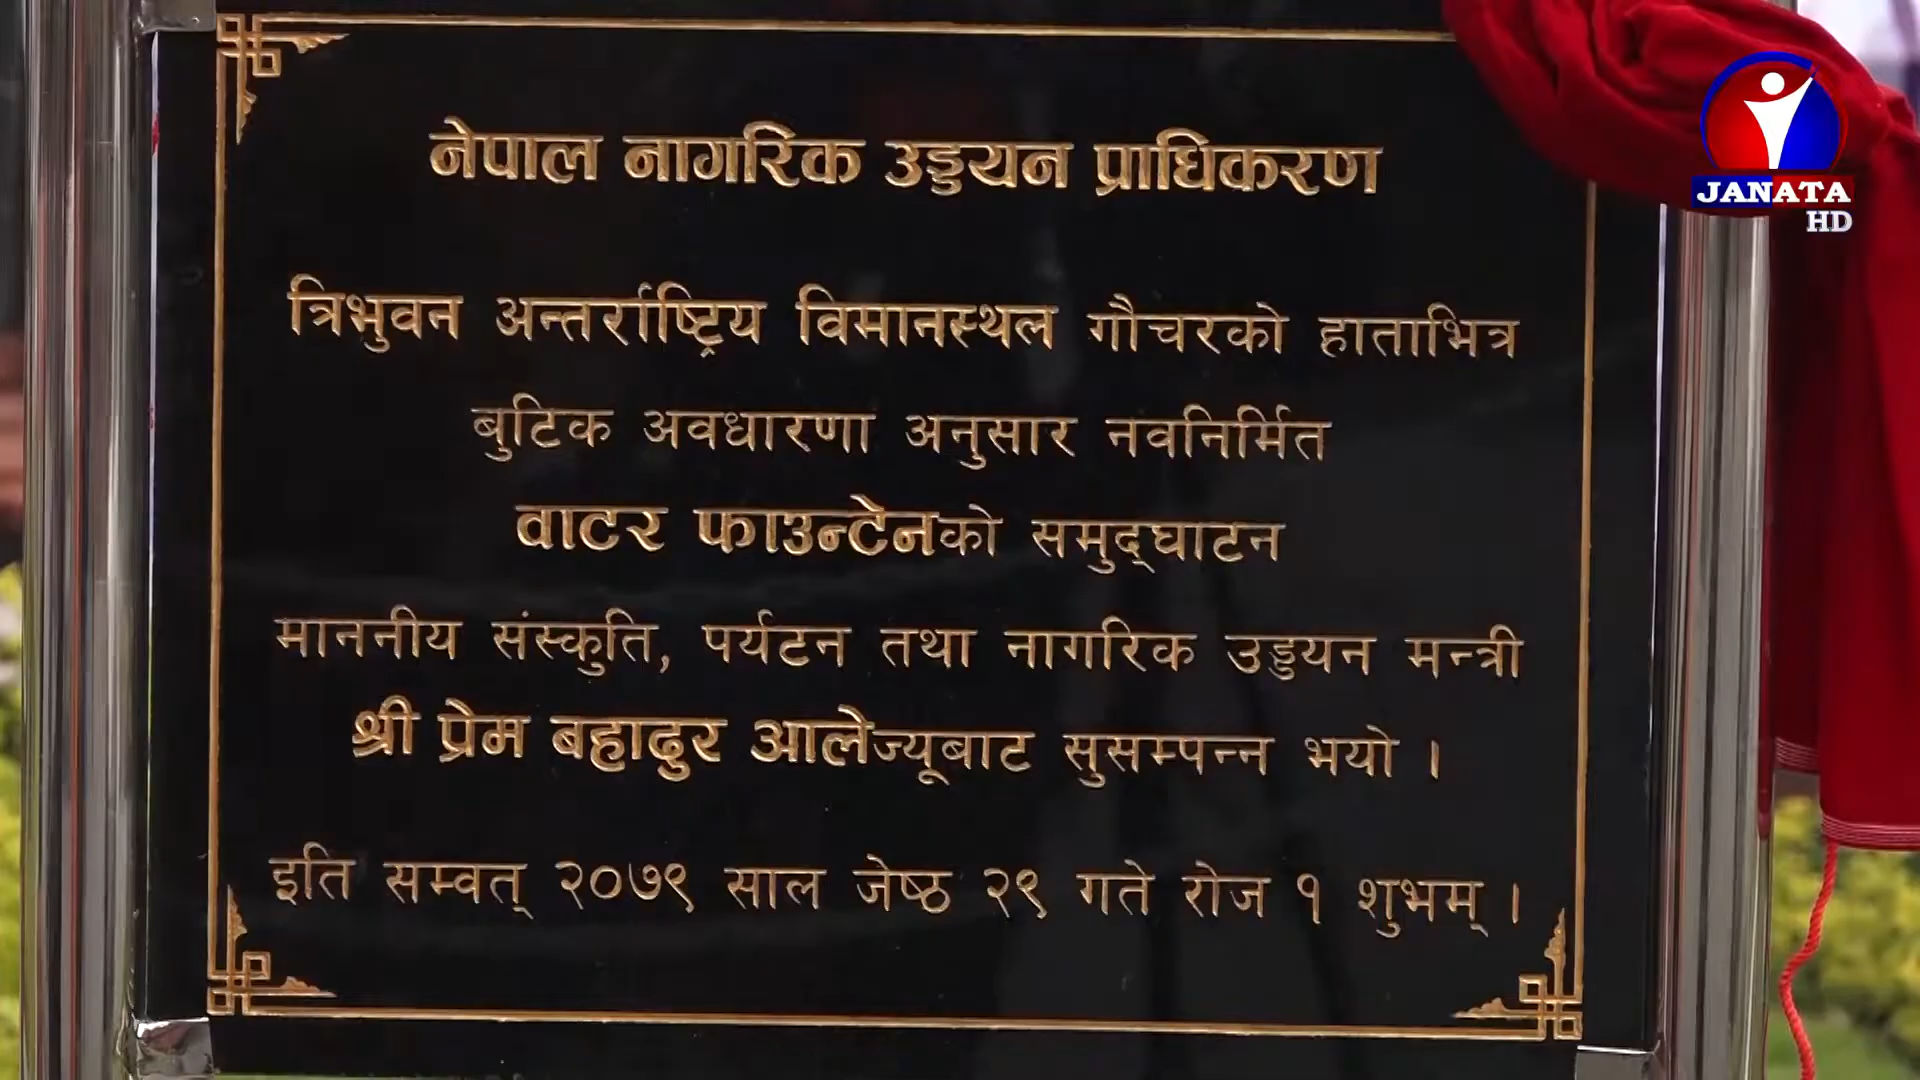 नेपाल नागरिक उड्डयन प्राधिकरण
त्रिभुवन अन्तर्राष्ट्रिय विमानस्थल गौचरको हाताभित्र
बुटिक अवधारणा अनुसार नवनिर्मित
वाटर फाउन्टेनको समुद्घाटन
माननीय संस्कुति, पर्यटन तथा नागरिक उड्डयन मन्त्री
श्री प्रेम बहादुर आलेज्यूबाट सुसम्पन्न भयो ।
इति सम्वत् २०७९ साल जेष्ठ २९ गते रोज १ शुभम् ।
JANATA
HD